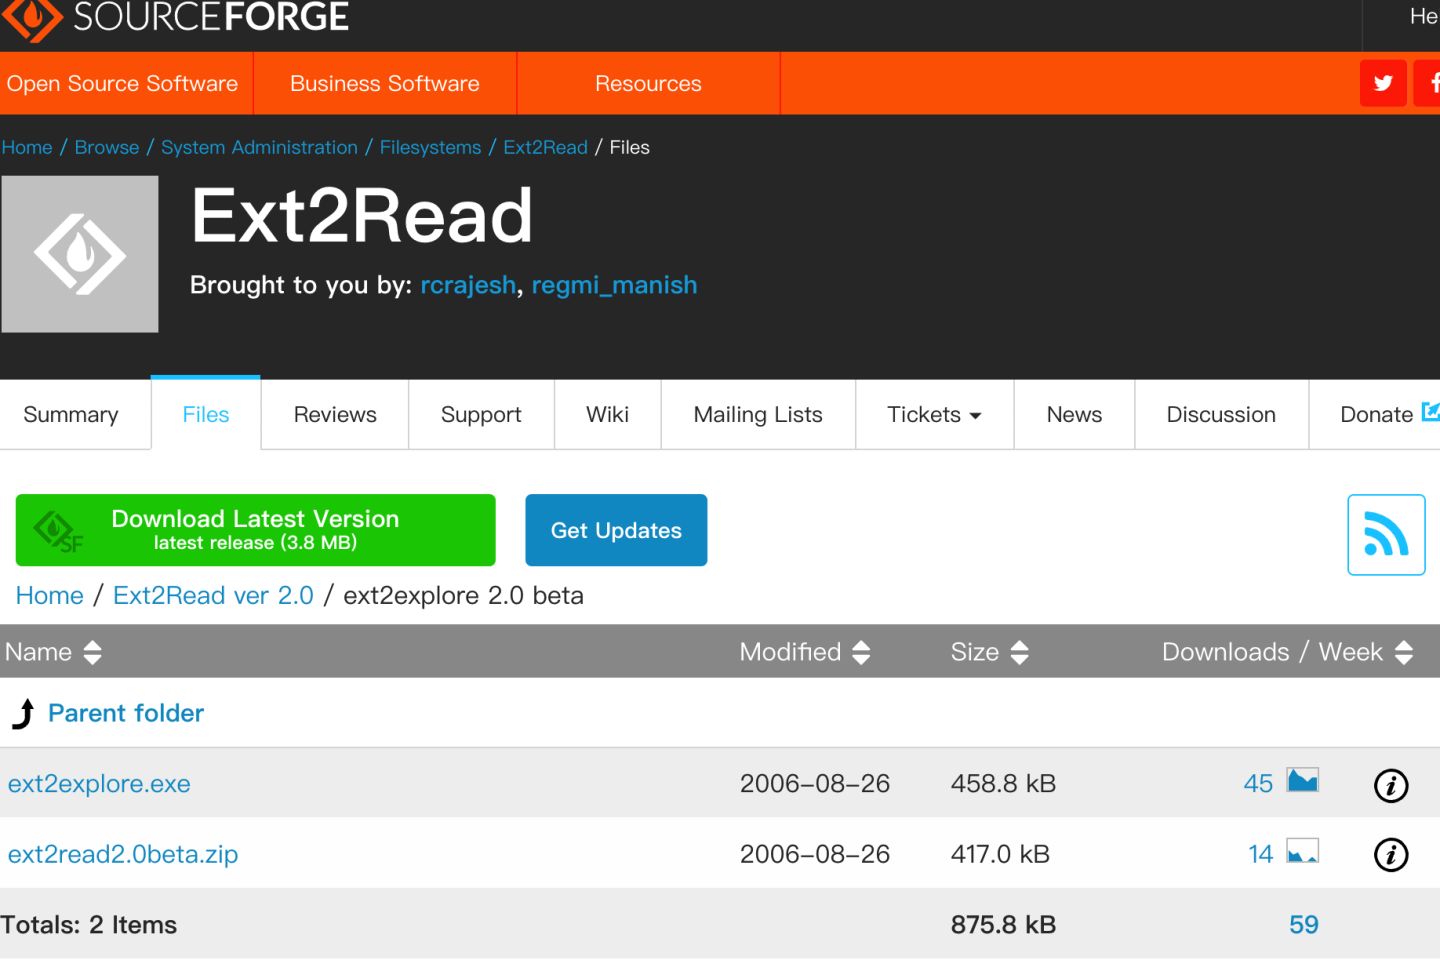 SOURCEFORGE
He
Open Source Software Business Software Resources
Home / Browse / System Administration / Filesystems / Ext2Read / Files
Ext2Read
Brought to you by: rcrajesh, regmi_manish
Summary Files Reviews Support Wiki Mailing Lists Tickets News Discussion Donate
Download Latest Version
latest release (3.8 MB)
SF
Get Updates
Home / Ext2Read ver 2.0 / ext2explore 2.0 beta
Name Modified Size Downloads / Week
Parent folder
ext2explore.exe 2006-08-26 458.8 kB 45
ext2read2.0beta.zip 2006-08-26 417.0 kB 14
Totals: 2 Items 875.8 kB 59